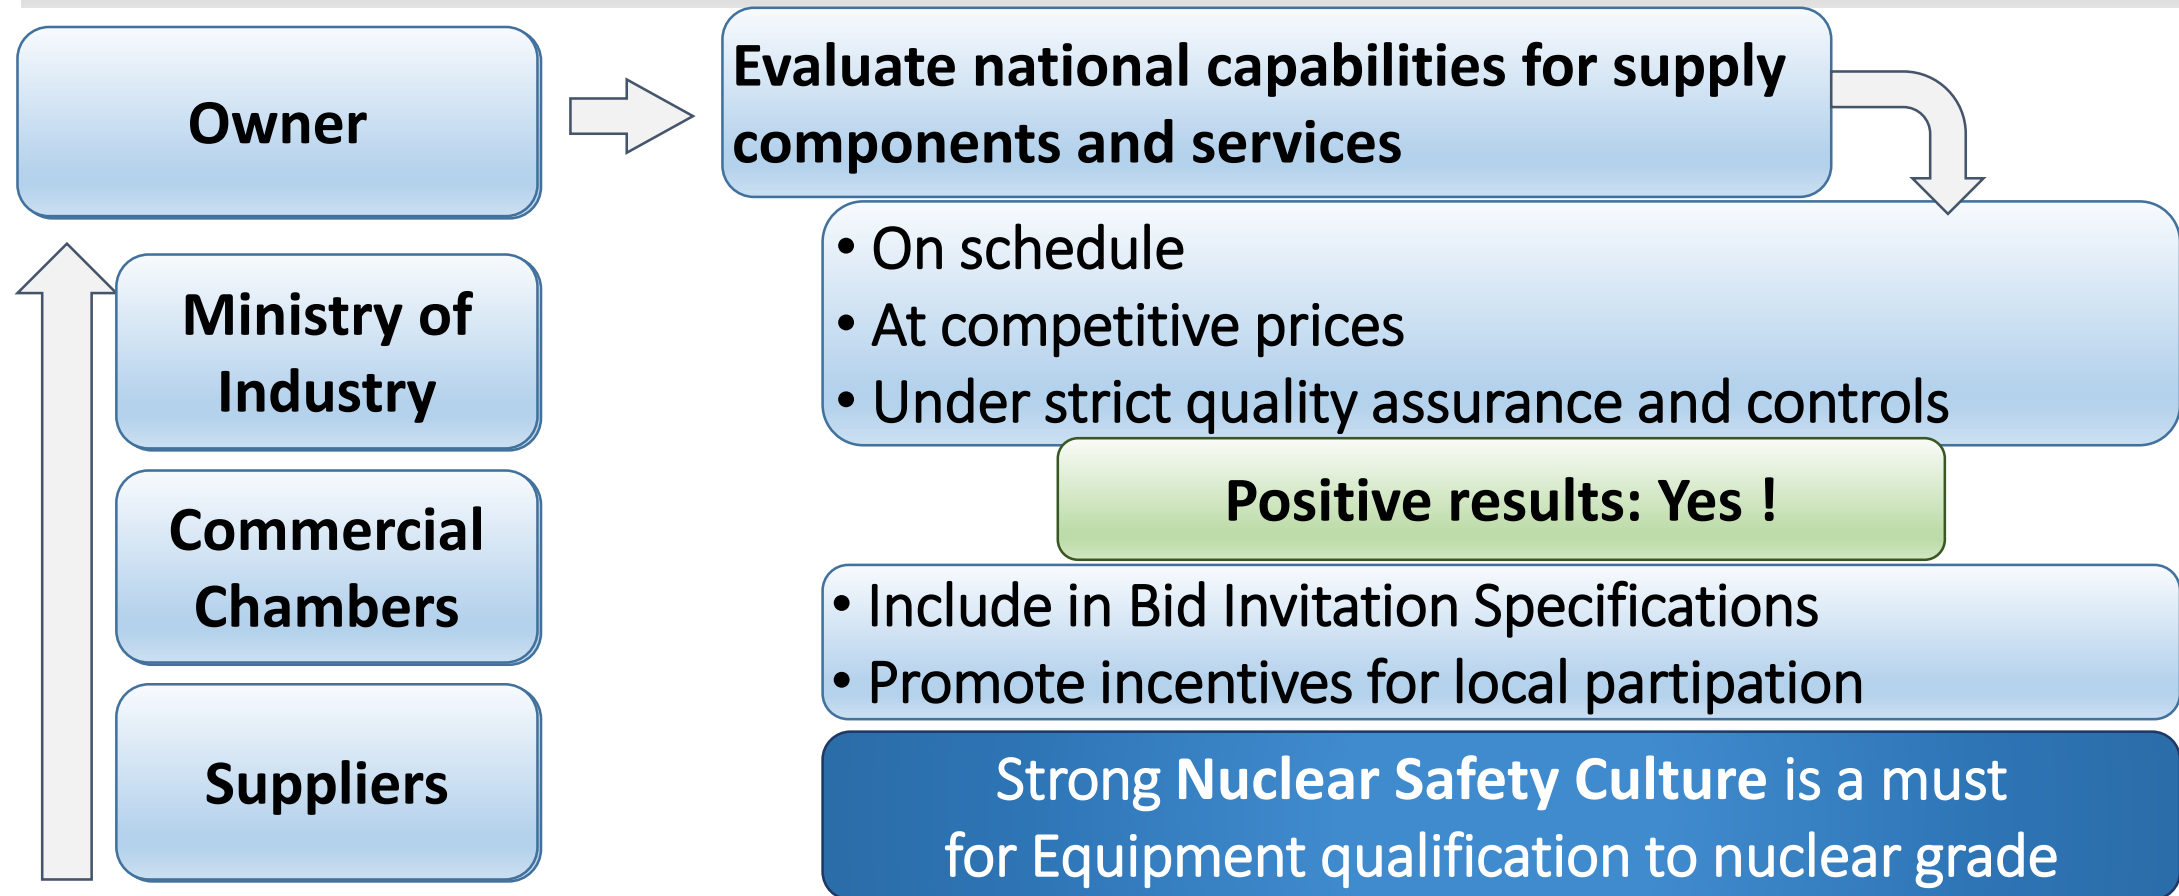 Owner
Ministry of
Industry
Commercial
Chambers
Suppliers
Evaluate national capabilities for supply
components and services
• On schedule
• At competitive prices
• Under strict quality assurance and controls
Positive results: Yes !
• Include in Bid Invitation Specifications
• Promote incentives for local partipation
Strong Nuclear Safety Culture is a must
for Equipment qualification to nuclear grade